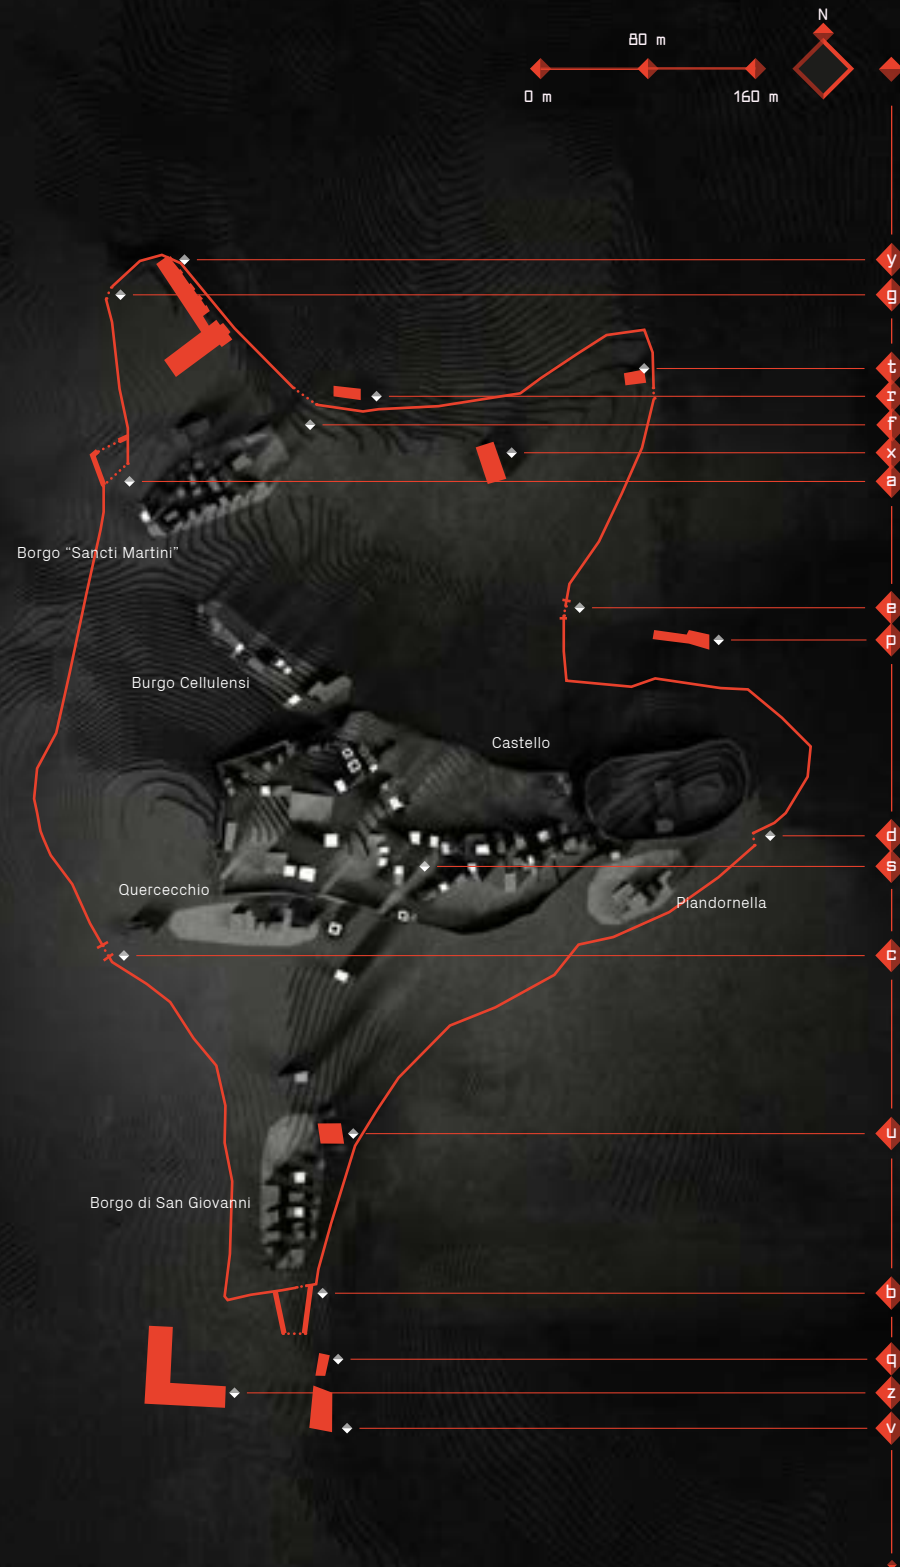 N
80 m
0 m
160 m
y
g
t
r
f
x
a
Borgo “Sancti Martini”
e
p
Burgo Cellulensi
Castello
d
s
Quercecchio
Piandornella
c
u
Borgo di San Giovanni
b
q
z
v